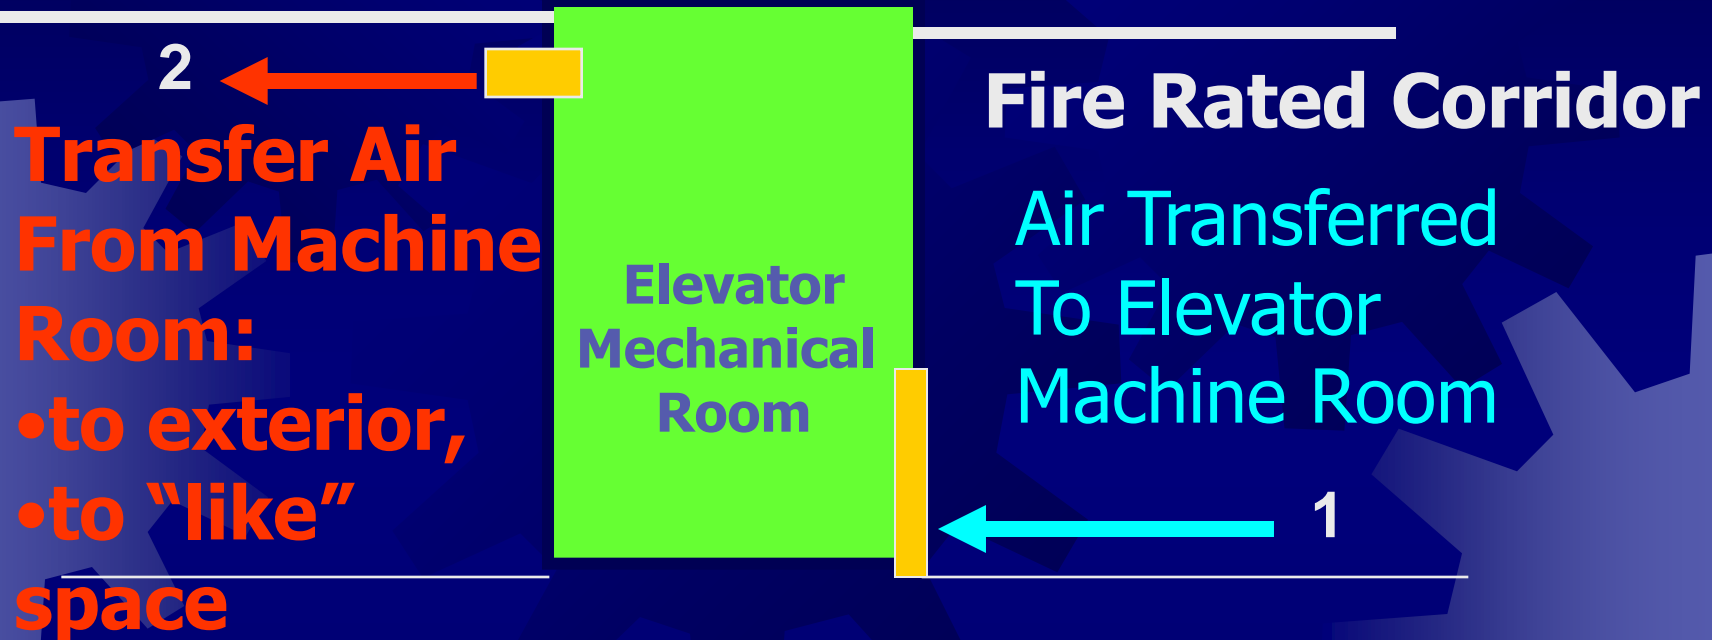 2
Transfer Air
From Machine
Room:
•to exterior,
•to “like”
space
Elevator
Mechanical
Room
Fire Rated Corridor
Air Transferred
To Elevator
Machine Room
1